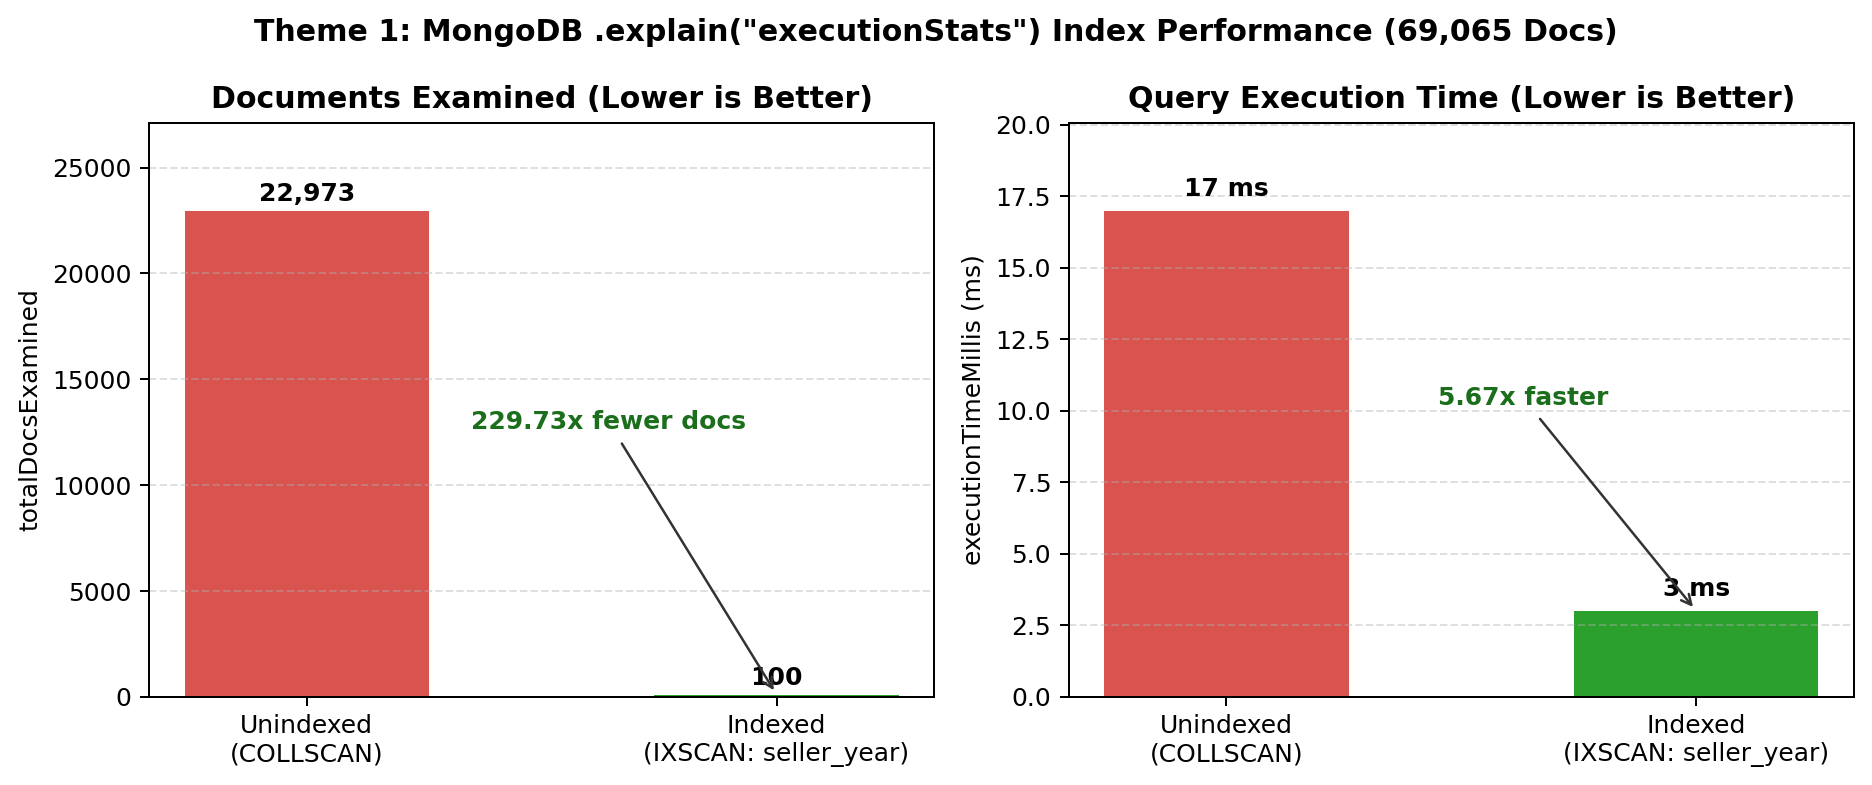 Theme 1: MongoDB .explain("executionStats") Index Performance (69,065 Docs)
Documents Examined (Lower is Better)
totalDocsExamined
25000
20000
15000
10000
5000
0
22,973
229.73x fewer docs
100
Unindexed
(COLLSCAN)
Indexed
(IXSCAN: seller_year)
Query Execution Time (Lower is Better)
executionTimeMillis (ms)
20.0
17.5
15.0
12.5
10.0
7.5
5.0
2.5
0.0
17 ms
5.67x faster
3 ms
Unindexed
(COLLSCAN)
Indexed
(IXSCAN: seller_year)